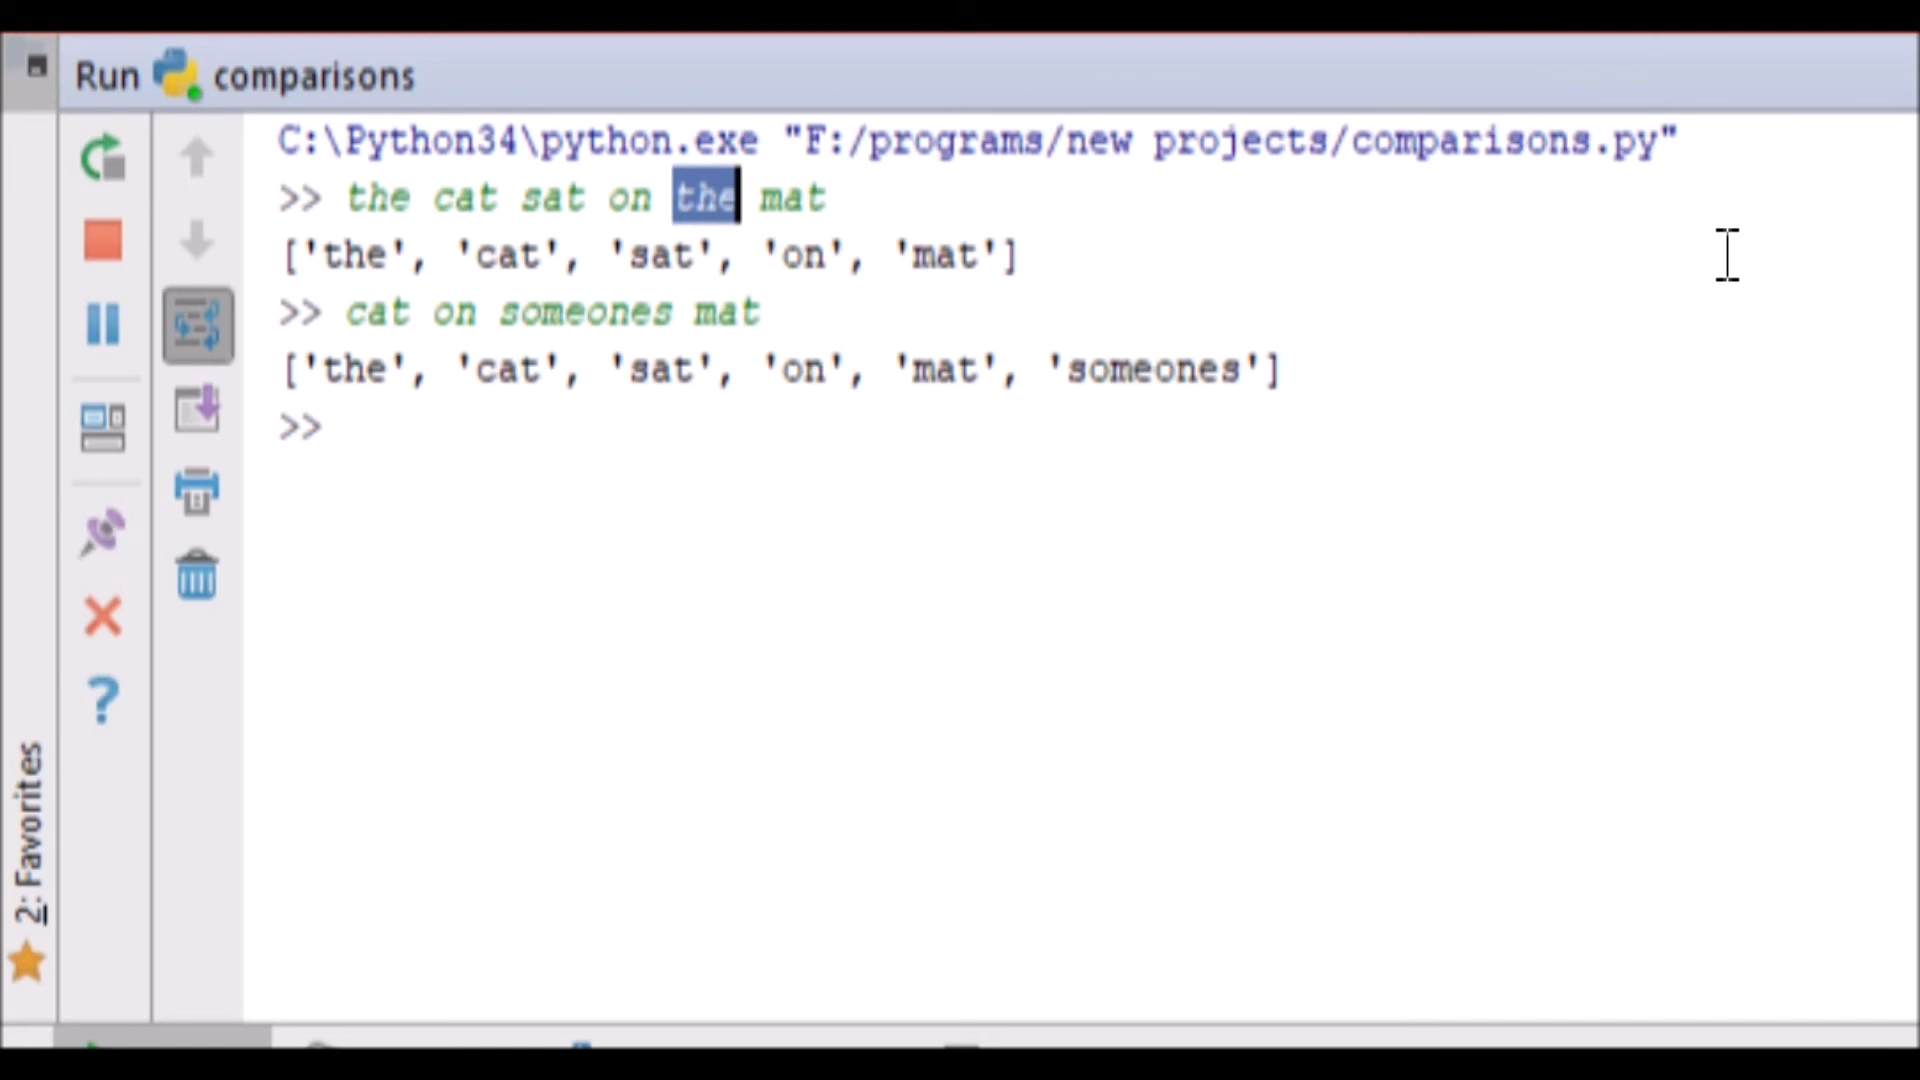 Run comparisons
C:\Python34\python.exe "F:/programs/new projects/comparisons.py"
>> the cat sat on the mat
['the', 'cat', 'sat', 'on', 'mat']
>> cat on someones mat
['the', 'cat', 'sat', 'on', 'mat', 'someones']
>>
?
2: Favorites